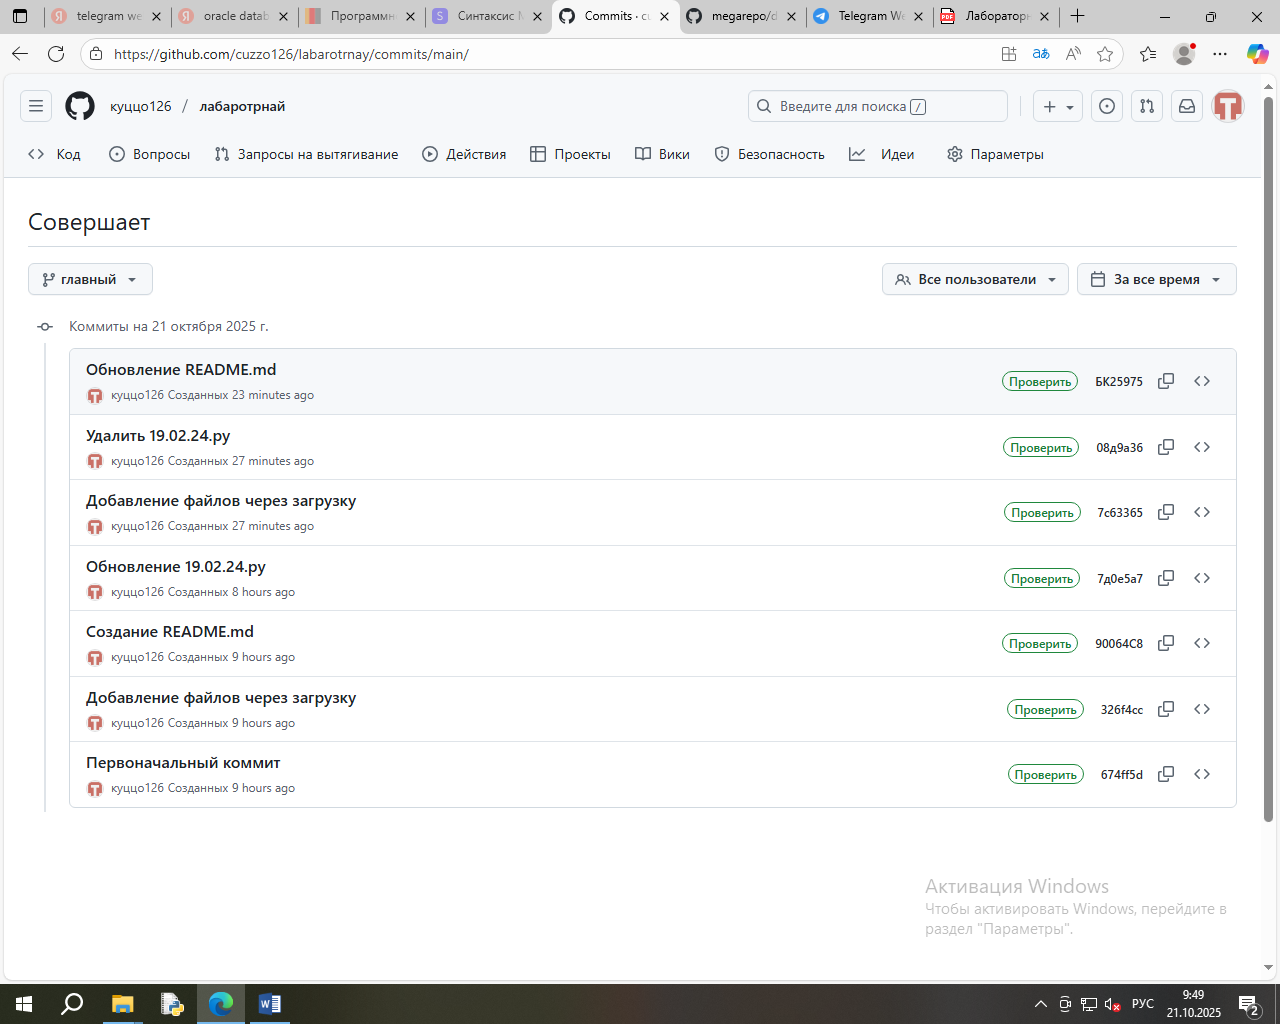 telegram we
oracle datab
Программн
Синтаксис М
Commits · cu
megarepo/d
Telegram We
Лабораторн
https://github.com/cuzzo126/labarotrnay/commits/main/
куццо126 / лабаротрнай
Введите для поиска /
Код
Вопросы
Запросы на вытягивание
Действия
Проекты
Вики
Безопасность
Идеи
Параметры
Совершает
главный
Все пользователи
За все время
Коммиты на 21 октября 2025 г.
Обновление README.md
куццо126 Созданных 23 minutes ago
Проверить
БК25975
Удалить 19.02.24.py
куццо126 Созданных 27 minutes ago
Проверить
08д9а36
Добавление файлов через загрузку
куццо126 Созданных 27 minutes ago
Проверить
7с63365
Обновление 19.02.24.py
куццо126 Созданных 8 hours ago
Проверить
7д0е5а7
Создание README.md
куццо126 Созданных 9 hours ago
Проверить
90064C8
Добавление файлов через загрузку
куццо126 Созданных 9 hours ago
Проверить
326f4cc
Первоначальный коммит
куццо126 Созданных 9 hours ago
Проверить
674ff5d
Активация Windows
Чтобы активировать Windows, перейдите в
раздел "Параметры".
РУС
9:49
21.10.2025
2